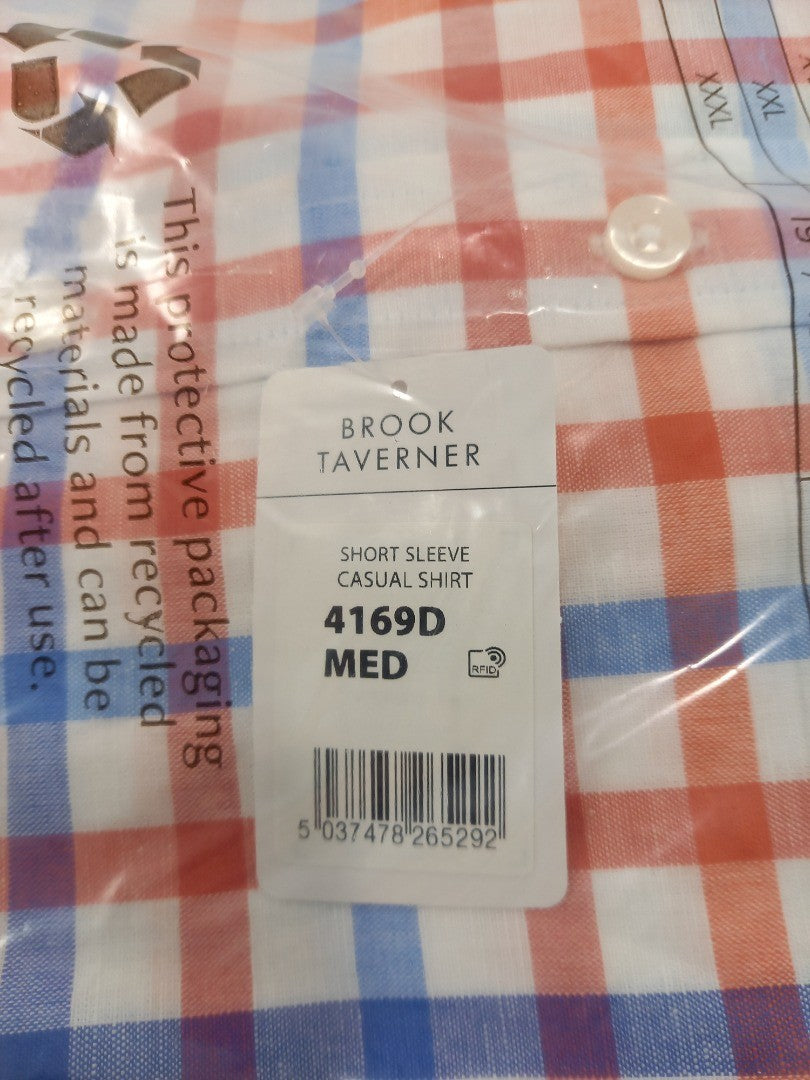 BROOK
TAVERNER
SHORT SLEEVE
CASUAL SHIRT
4169D
MED
RFID
5 037478 265292
This protective packaging
is made from recycled
materials and can be
recycled after use.
XXXL
XXL